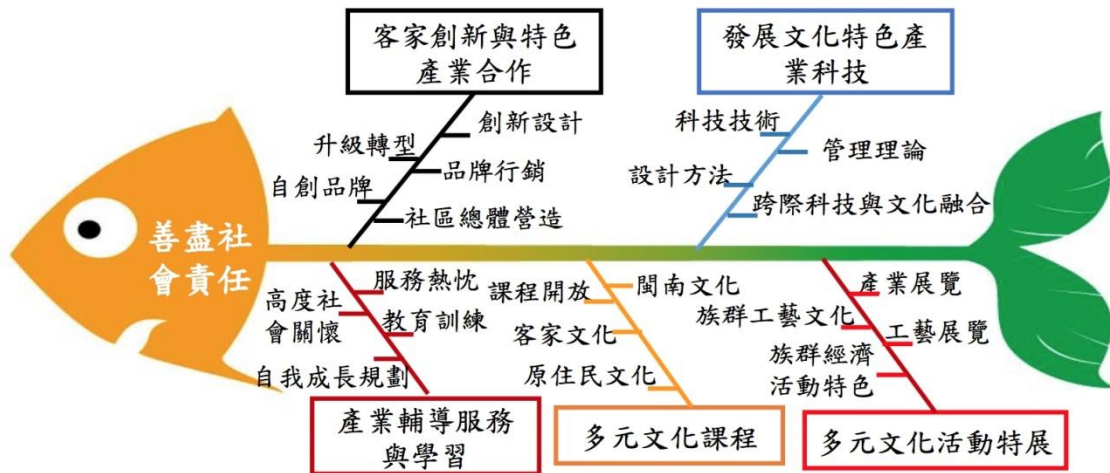 客家創新與特色
產業合作
創新設計
升級轉型
品牌行銷
自創品牌
社區總體營造
發展文化特色產
業科技
科技技術
管理理論
設計方法
跨際科技與文化融合
善盡社
會責任
服務熱忱
高度社
會關懷
教育訓練
自我成長規劃
產業輔導服務
與學習
閩南文化
課程開放
客家文化
原住民文化
多元文化課程
產業展覽
族群工藝文化
工藝展覽
族群經濟
活動特色
多元文化活動特展